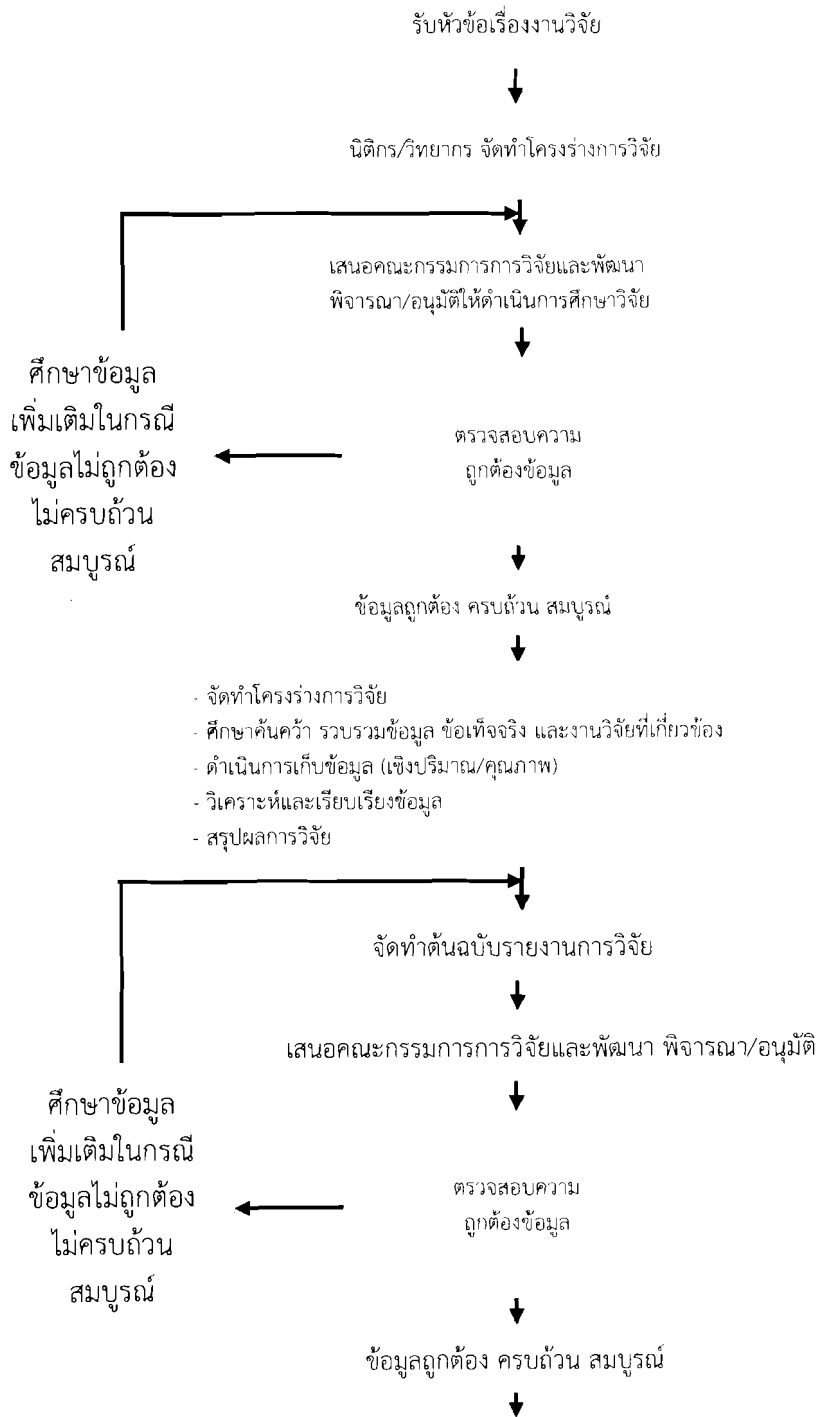 รับหัวข้อเรื่องงานวิจัย
นิติกร/วิทยากร จัดทำโครงร่างการวิจัย
เสนอคณะกรรมการการวิจัยและพัฒนา
พิจารณา/อนุมัติให้ดำเนินการศึกษาวิจัย
ศึกษาข้อมูล
เพิ่มเติมในกรณี
ข้อมูลไม่ถูกต้อง
ไม่ครบถ้วน
สมบูรณ์
ตรวจสอบความ
ถูกต้องข้อมูล
ข้อมูลถูกต้อง ครบถ้วน สมบูรณ์
- จัดทำโครงร่างการวิจัย
- ศึกษาค้นคว้า รวบรวมข้อมูล ข้อเท็จจริง และงานวิจัยที่เกี่ยวข้อง
- ดำเนินการเก็บข้อมูล (เชิงปริมาณ/คุณภาพ)
- วิเคราะห์และเรียบเรียงข้อมูล
- สรุปผลการวิจัย
จัดทำต้นฉบับรายงานการวิจัย
เสนอคณะกรรมการการวิจัยและพัฒนา พิจารณา/อนุมัติ
ศึกษาข้อมูล
เพิ่มเติมในกรณี
ข้อมูลไม่ถูกต้อง
ไม่ครบถ้วน
สมบูรณ์
ตรวจสอบความ
ถูกต้องข้อมูล
ข้อมูลถูกต้อง ครบถ้วน สมบูรณ์